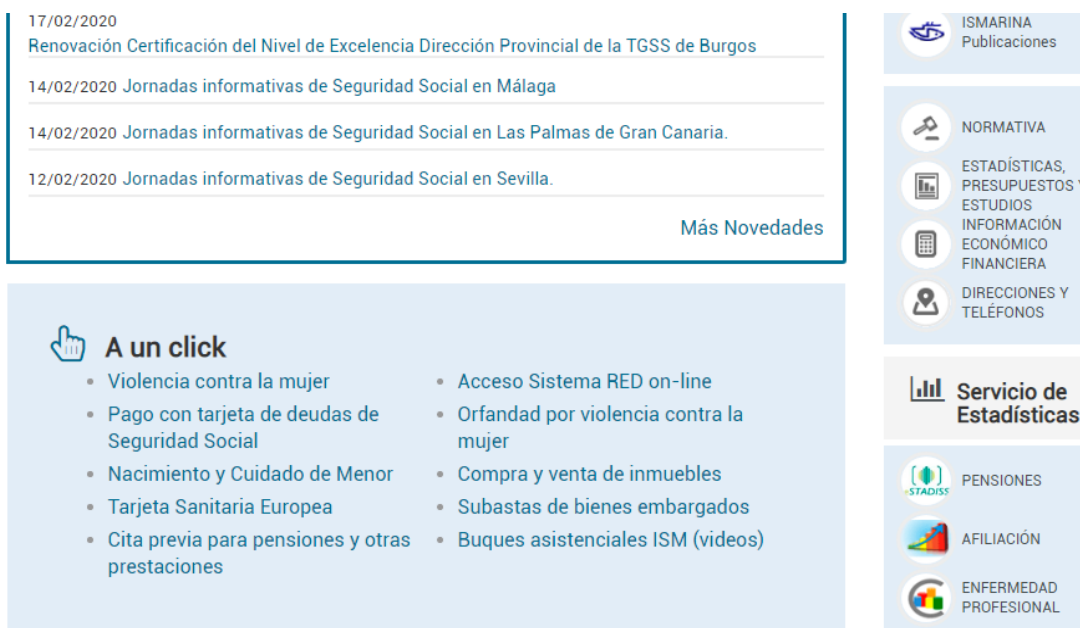 17/02/2020
Renovación Certificación del Nivel de Excelencia Dirección Provincial de la TGSS de Burgos
14/02/2020 Jornadas informativas de Seguridad Social en Málaga
14/02/2020 Jornadas informativas de Seguridad Social en Las Palmas de Gran Canaria.
12/02/2020 Jornadas informativas de Seguridad Social en Sevilla.
Más Novedades
A un click
Violencia contra la mujer
Pago con tarjeta de deudas de
Seguridad Social
Nacimiento y Cuidado de Menor
Tarjeta Sanitaria Europea
Cita previa para pensiones y otras
prestaciones
Acceso Sistema RED on-line
Orfandad por violencia contra la
mujer
Compra y venta de inmuebles
Subastas de bienes embargados
Buques asistenciales ISM (videos)
ISMARINA
Publicaciones
NORMATIVA
ESTADÍSTICAS,
PRESUPUESTOS Y
ESTUDIOS
INFORMACIÓN
ECONÓMICO
FINANCIERA
DIRECCIONES Y
TELÉFONOS
Servicio de
Estadísticas
STADISS
PENSIONES
AFILIACIÓN
ENFERMEDAD
PROFESIONAL